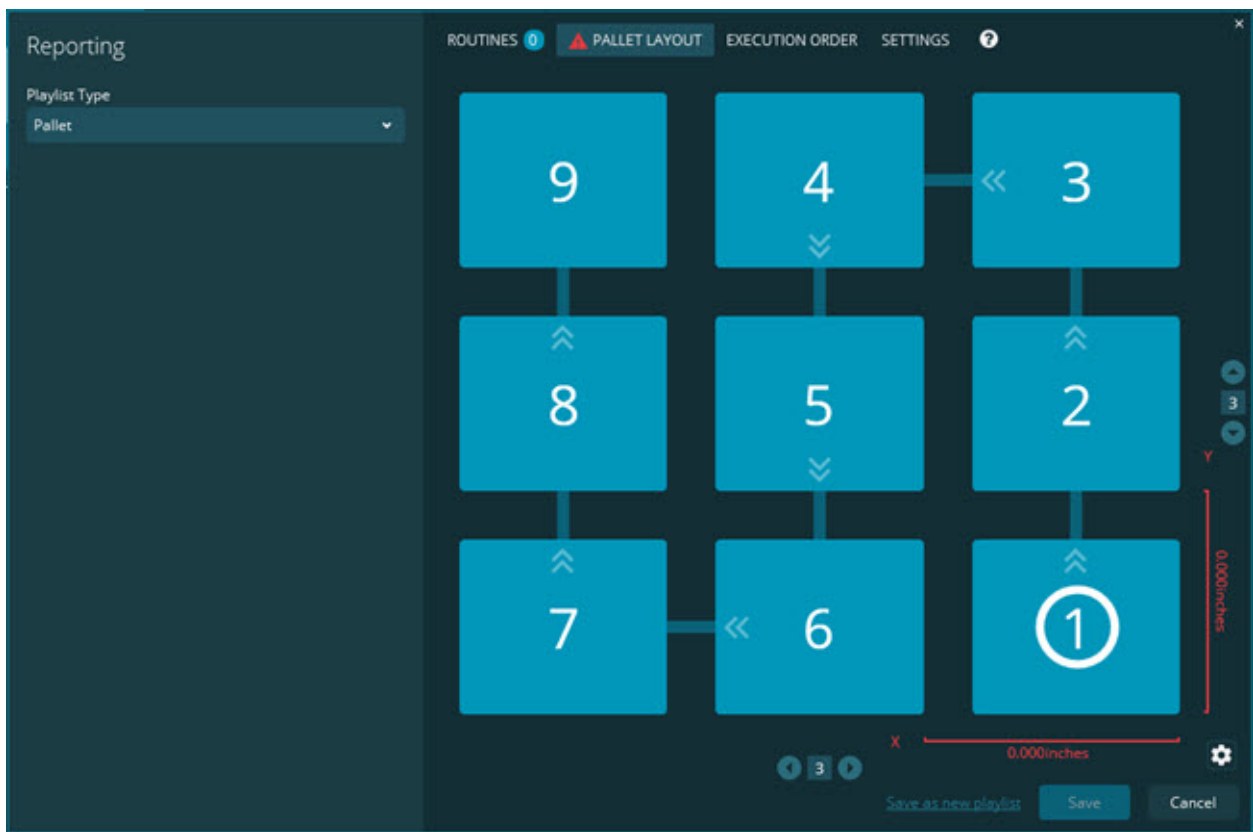 Reporting
Playlist Type
Pallet
ROUTINES 0 PALLET LAYOUT EXECUTION ORDER SETTINGS ?
9 4 3
8 5 2
3
Y
7 6 1
0.000inches
X
0.000inches
3
Save as new playlist Save Cancel